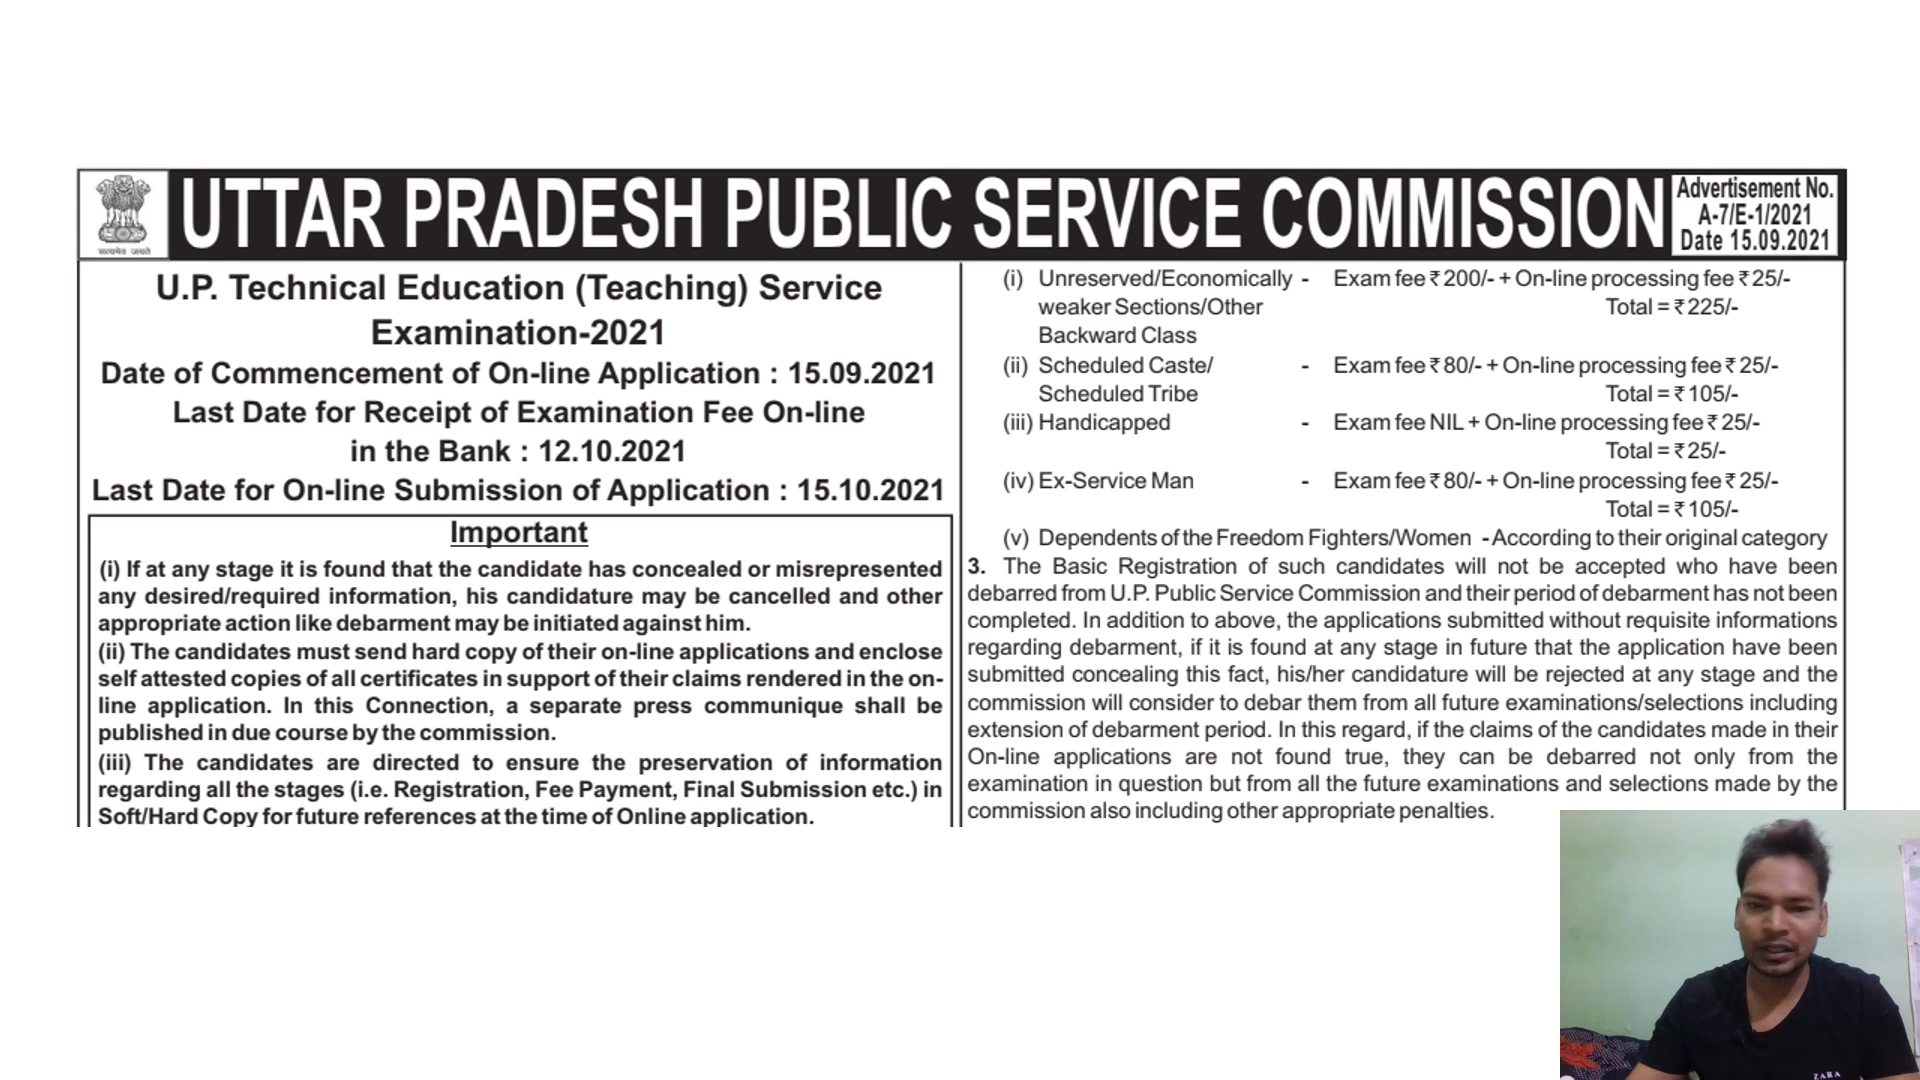 UTTAR PRADESH PUBLIC SERVICE COMMISSION
Advertisement No.
A-7/E-1/2021
Date 15.09.2021
सत्यमेव जयते
U.P. Technical Education (Teaching) Service
Examination-2021
Date of Commencement of On-line Application : 15.09.2021
Last Date for Receipt of Examination Fee On-line
in the Bank : 12.10.2021
Last Date for On-line Submission of Application : 15.10.2021
Important
(i) If at any stage it is found that the candidate has concealed or misrepresented
any desired/required information, his candidature may be cancelled and other
appropriate action like debarment may be initiated against him.
(ii) The candidates must send hard copy of their on-line applications and enclose
self attested copies of all certificates in support of their claims rendered in the on-
line application. In this Connection, a separate press communique shall be
published in due course by the commission.
(iii) The candidates are directed to ensure the preservation of information
regarding all the stages (i.e. Registration, Fee Payment, Final Submission etc.) in
Soft/Hard Copy for future references at the time of Online application.
(i) Unreserved/Economically - Exam fee ₹ 200/- + On-line processing fee ₹ 25/-
weaker Sections/Other Total = ₹ 225/-
Backward Class
(ii) Scheduled Caste/ - Exam fee ₹ 80/- + On-line processing fee ₹ 25/-
Scheduled Tribe Total = ₹ 105/-
(iii) Handicapped - Exam fee NIL + On-line processing fee ₹ 25/-
Total = ₹ 25/-
(iv) Ex-Service Man - Exam fee ₹ 80/- + On-line processing fee ₹ 25/-
Total = ₹ 105/-
(v) Dependents of the Freedom Fighters/Women - According to their original category
3. The Basic Registration of such candidates will not be accepted who have been
debarred from U.P. Public Service Commission and their period of debarment has not been
completed. In addition to above, the applications submitted without requisite informations
regarding debarment, if it is found at any stage in future that the application have been
submitted concealing this fact, his/her candidature will be rejected at any stage and the
commission will consider to debar them from all future examinations/selections including
extension of debarment period. In this regard, if the claims of the candidates made in their
On-line applications are not found true, they can be debarred not only from the
examination in question but from all the future examinations and selections made by the
commission also including other appropriate penalties.
ZARA